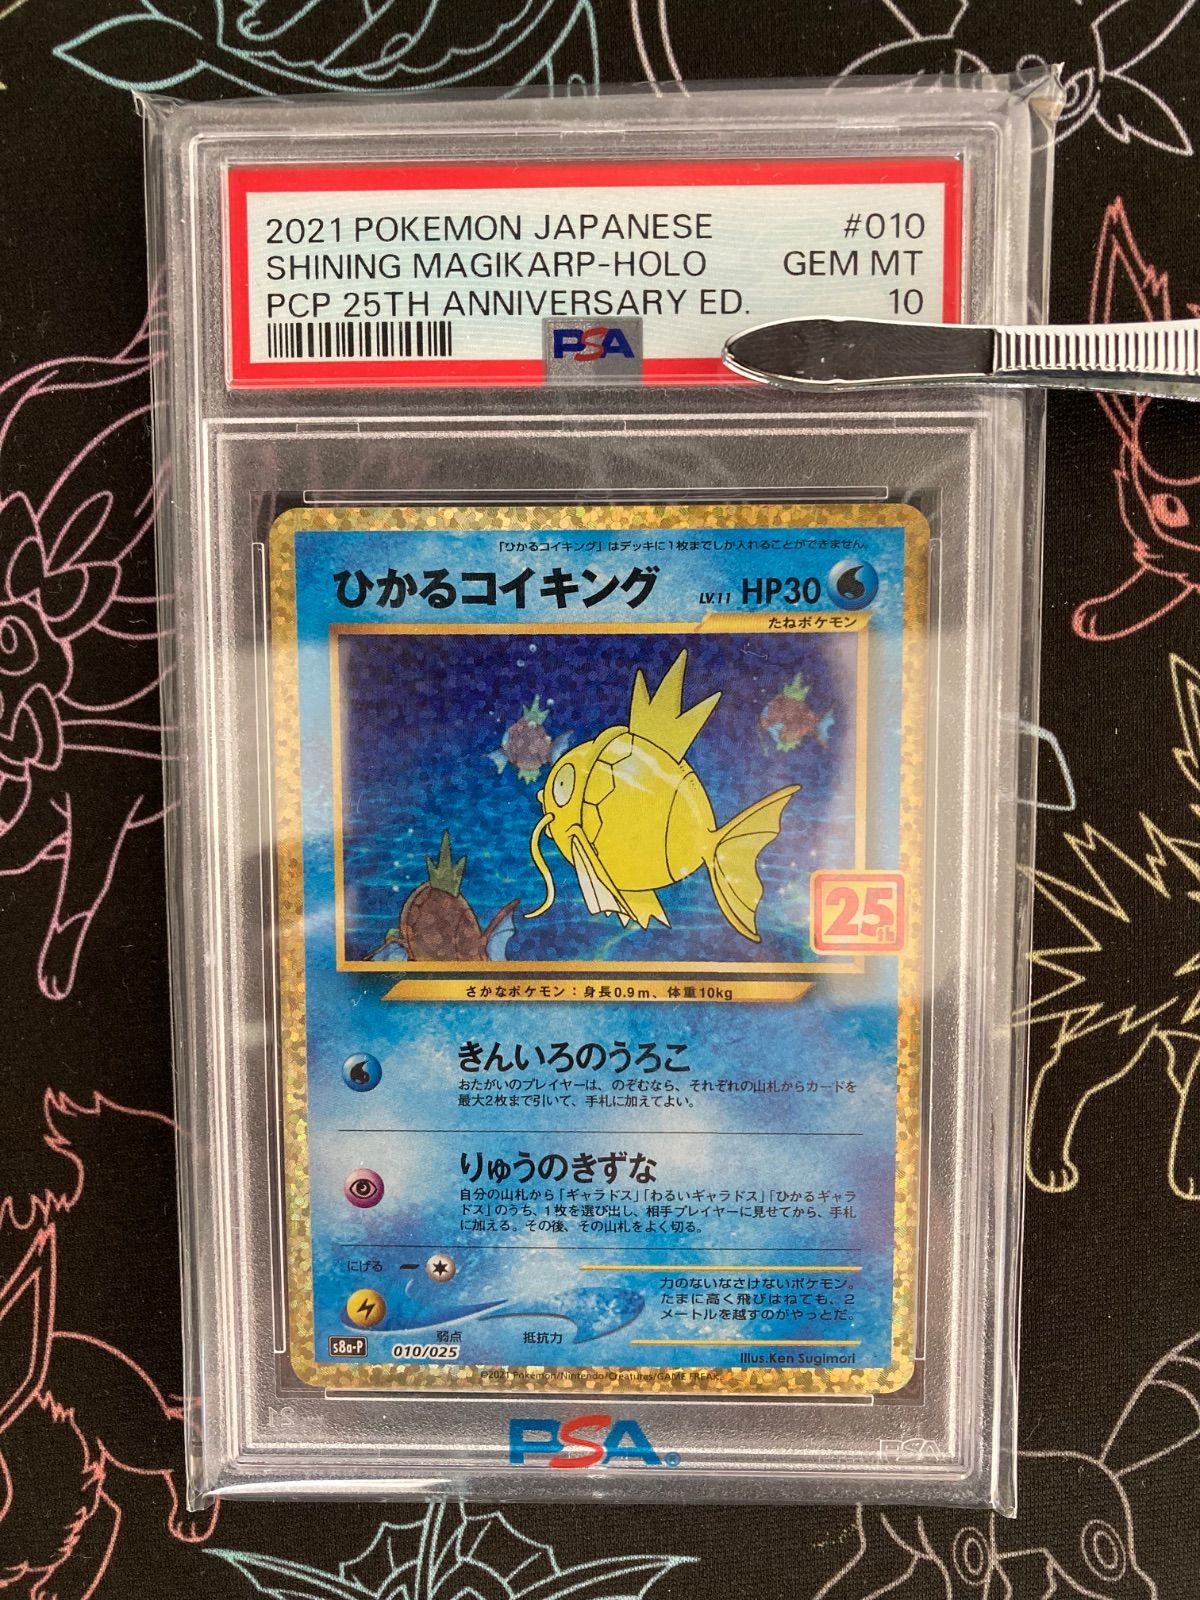 2021 POKEMON JAPANESE #010
SHINING MAGIKARP-HOLO GEM MT
PCP 25TH ANNIVERSARY ED. 10
PSA
「ひかるコイキング」はデッキに1枚までしか入れることができません。
ひかるコイキング LV.11 HP30
たねポケモン
25th
さかなポケモン：身長0.9m、体重10kg
きんいろのうろこ
おたがいのプレイヤーは、のぞむなら、それぞれの山札からカードを
最大2枚まで引いて、手札に加えてよい。
りゅうのきずな
自分の山札から「ギャラドス」「わるいギャラドス」「ひかるギャラ
ドス」のうち、1枚を選び出し、相手プレイヤーに見せてから、手札
に加える。その後、その山札をよく切る。
にげる
力のないなさけないポケモン。
たまに高く飛びはねても、2
メートルを越すのがやっとだ。
弱点 抵抗力
s8a-P 010/025
Illus.Ken Sugimori
©2021 Pokémon/Nintendo/Creatures/GAME FREAK.
PSA®
PSA